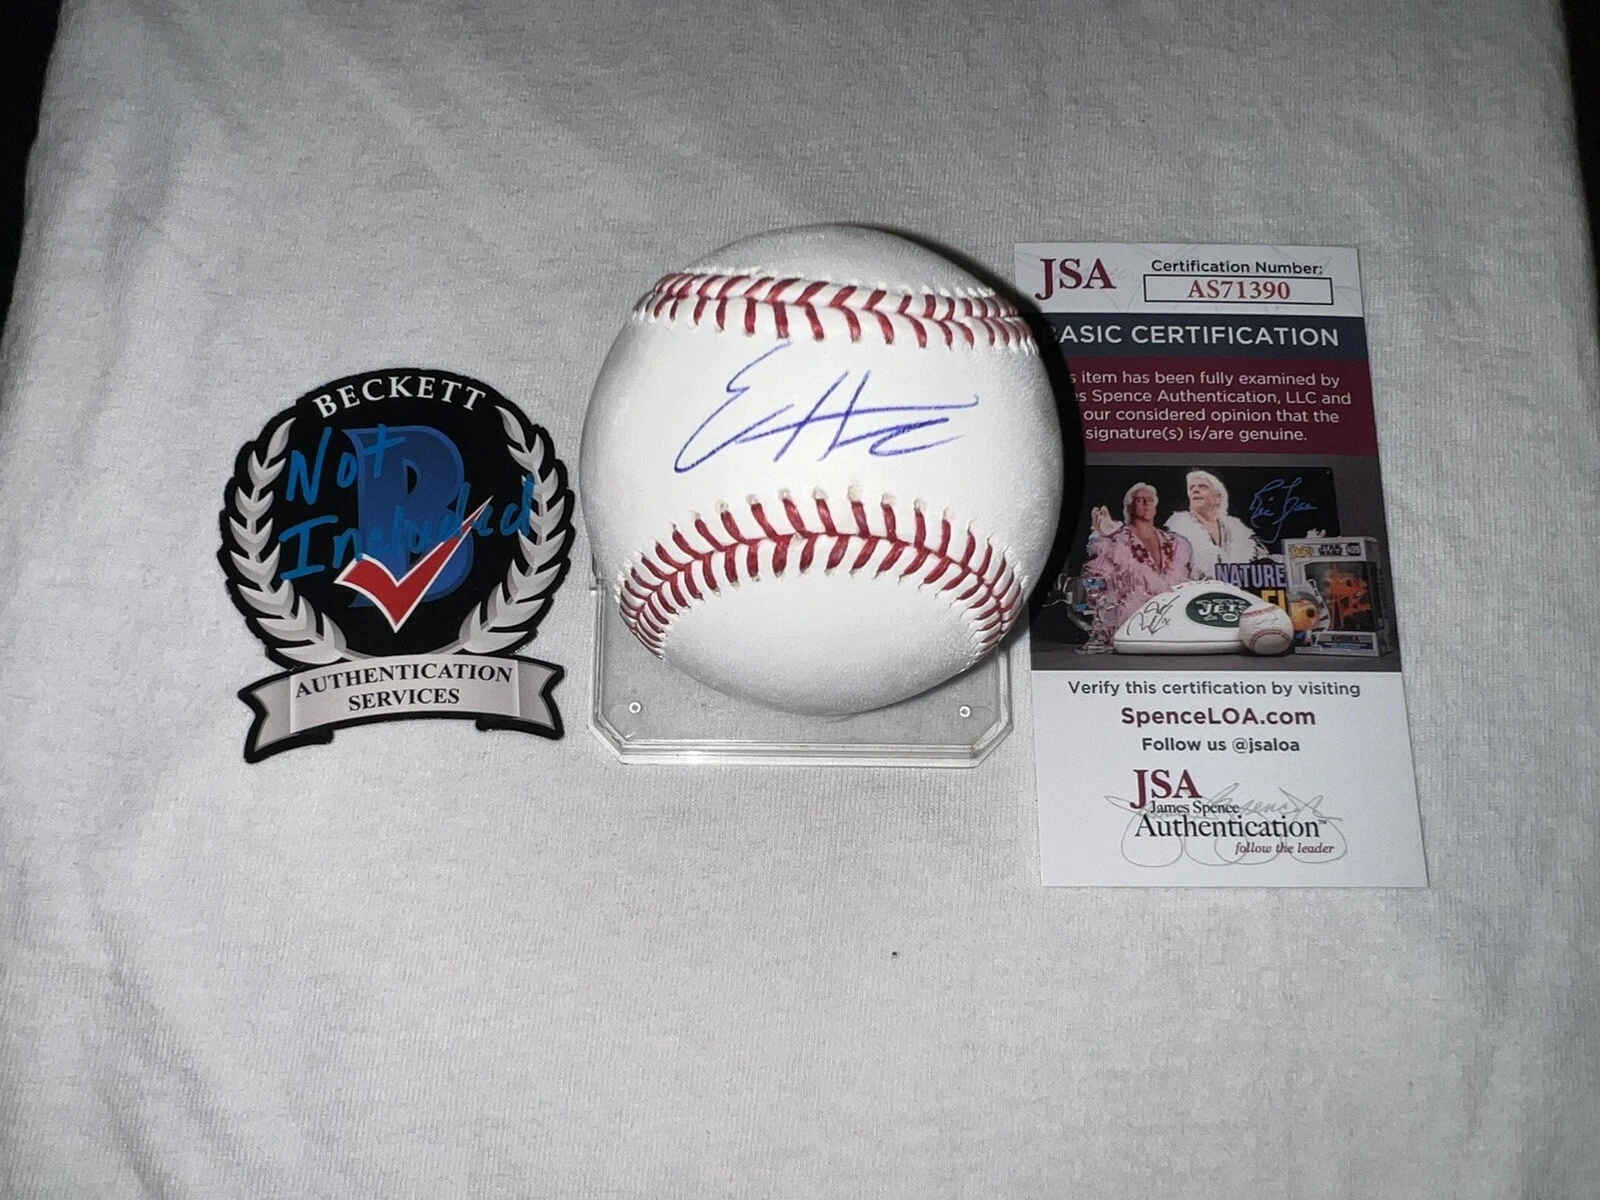 BECKETT
Not
Included
B
AUTHENTICATION
SERVICES
JSA
Certification Number:
AS71390
BASIC CERTIFICATION
item has been fully examined by
Spence Authentication, LLC and
our considered opinion that the
signature(s) is/are genuine.
NATURE
JETS
Verify this certification by visiting
SpenceLOA.com
Follow us @jsaloa
JSA
James Spence
Authentication™
follow the leader